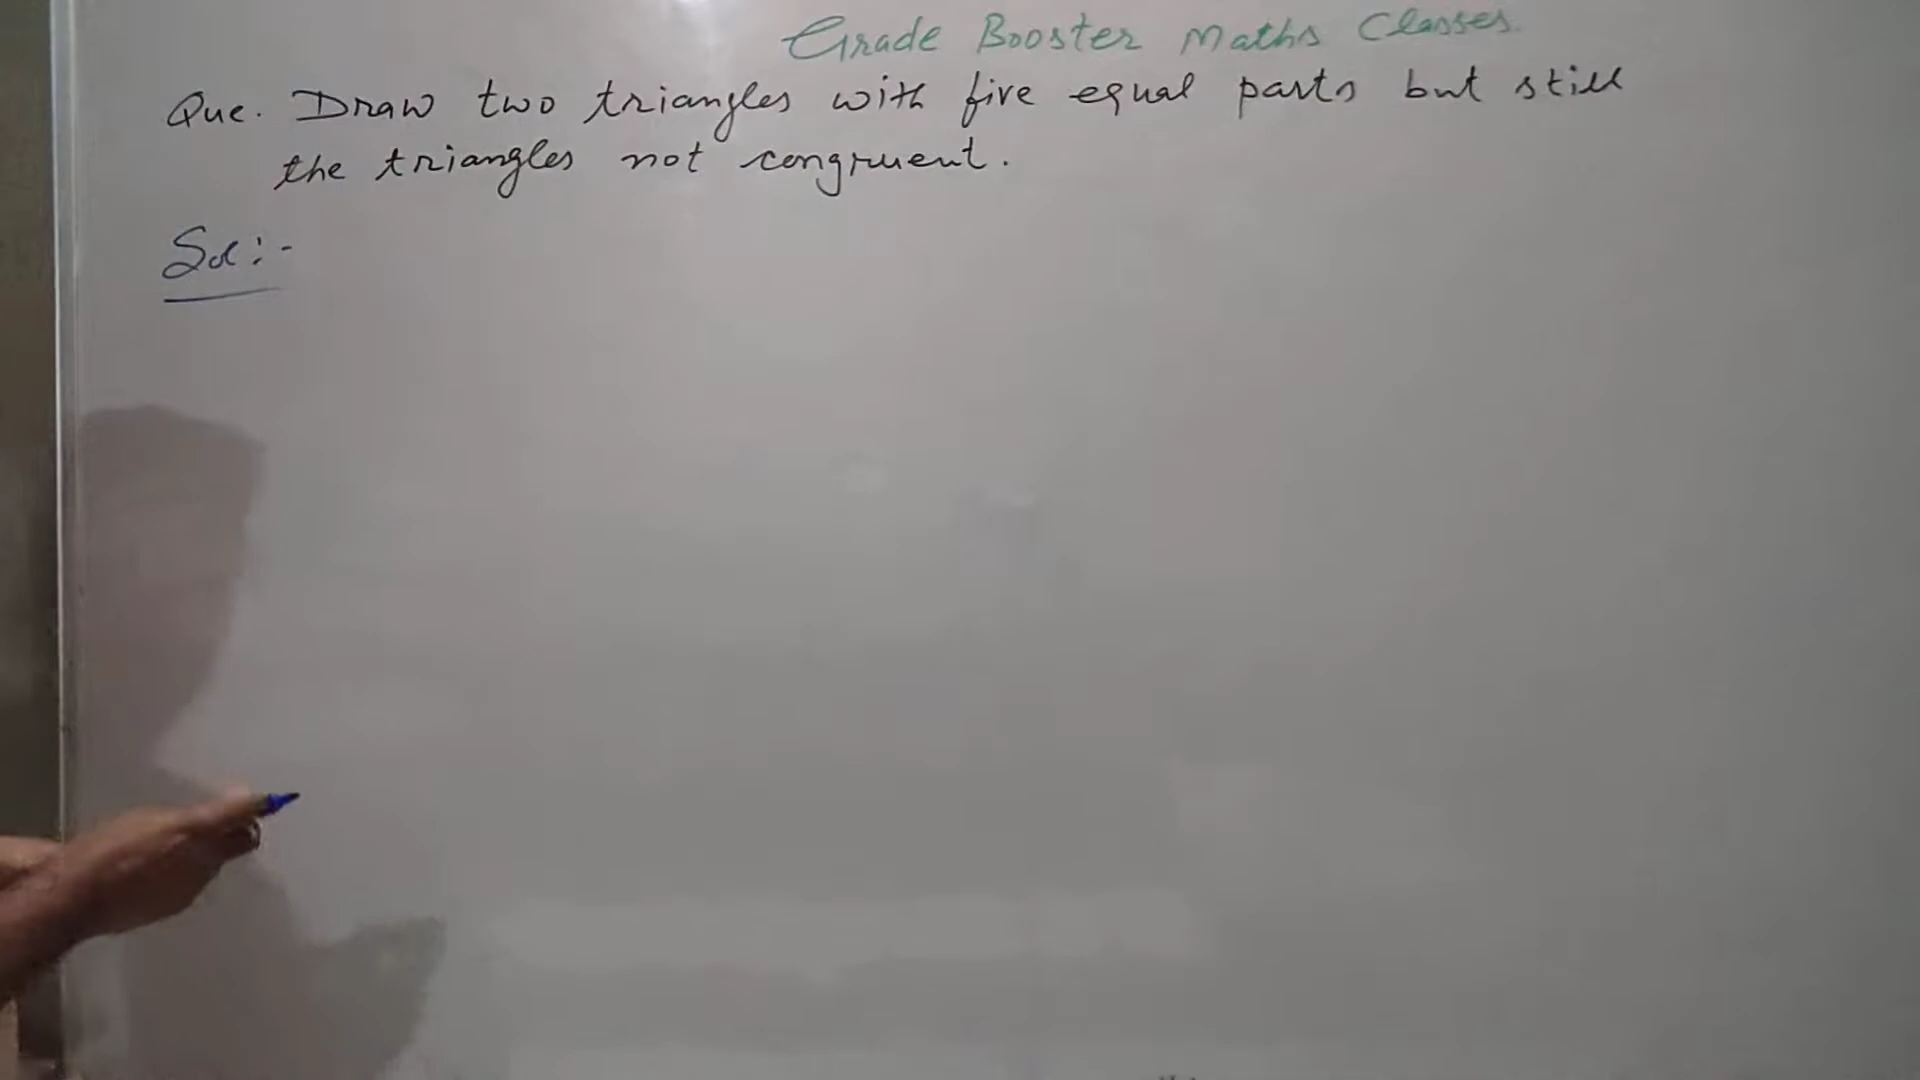 Grade Booster Maths Classes.
Que. Draw two triangles with five equal parts but still
the triangles not congruent.
Sol:-